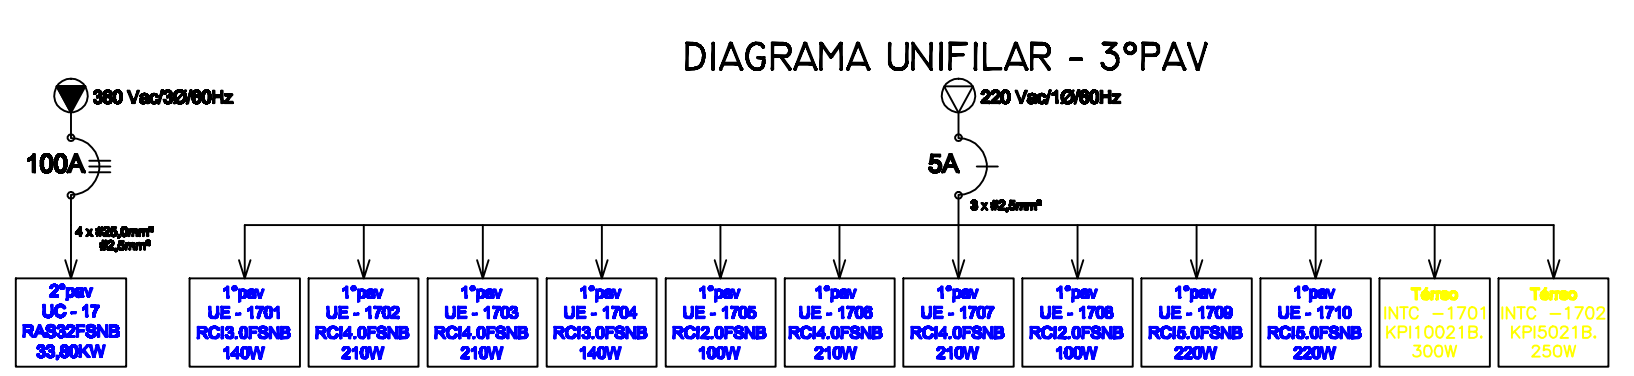 DIAGRAMA UNIFILAR - 3°PAV
380 Vac/3Ø/60Hz
220 Vac/1Ø/60Hz
100A
5A
3 x #2,5mm²
4 x #25,0mm²
#2,5mm²
2°pav
UC - 17
RAS32FSNB
33,80KW
1°pav
UE - 1701
RCI3.0FSNB
140W
1°pav
UE - 1702
RCI4.0FSNB
210W
1°pav
UE - 1703
RCI4.0FSNB
210W
1°pav
UE - 1704
RCI3.0FSNB
140W
1°pav
UE - 1705
RCI2.0FSNB
100W
1°pav
UE - 1706
RCI4.0FSNB
210W
1°pav
UE - 1707
RCI4.0FSNB
210W
1°pav
UE - 1708
RCI2.0FSNB
100W
1°pav
UE - 1709
RCI5.0FSNB
220W
1°pav
UE - 1710
RCI5.0FSNB
220W
Térreo
INTC -1701
KPI10021B.
300W
Térreo
INTC -1702
KPI5021B.
250W